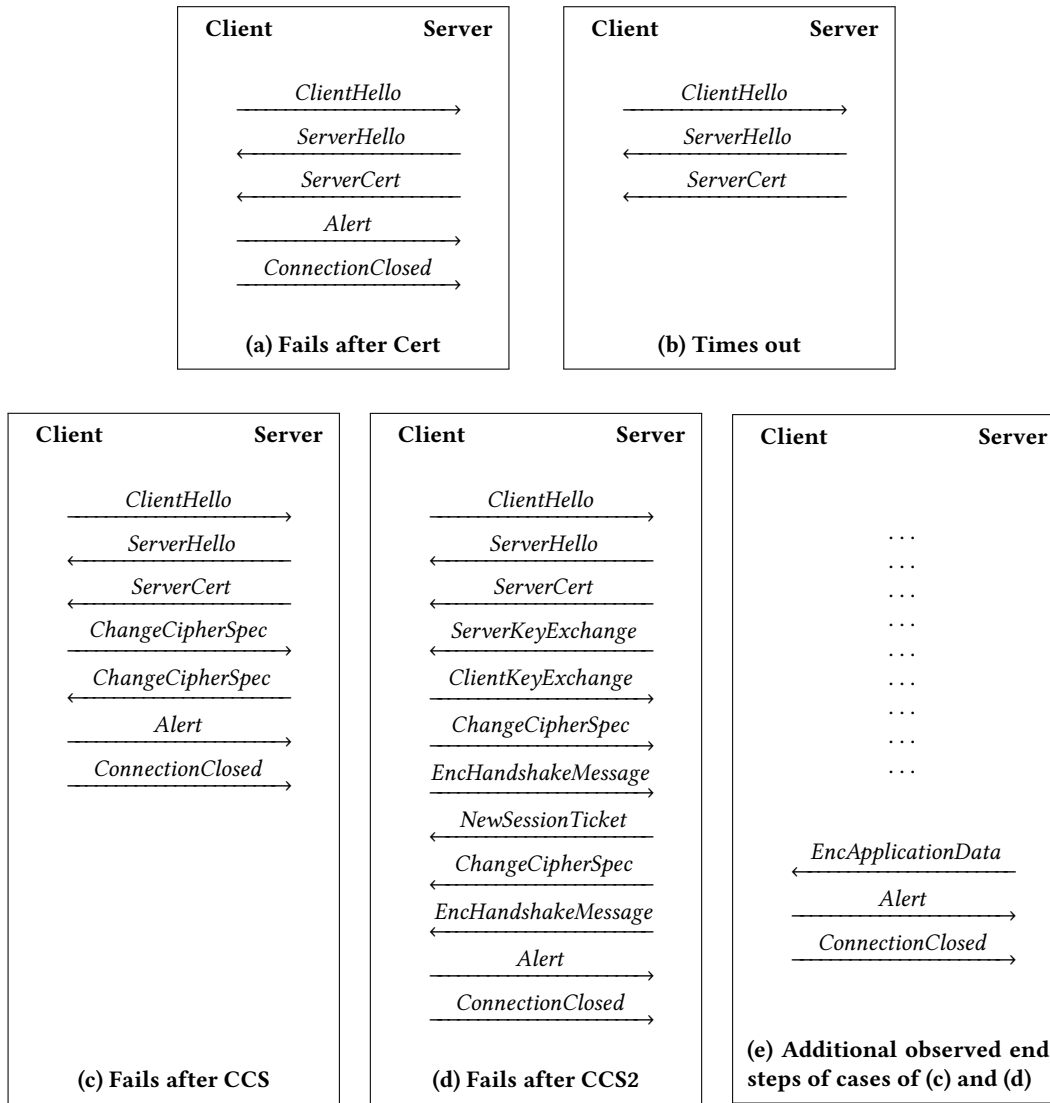 Client Server
ClientHello
ServerHello
ServerCert
Alert
ConnectionClosed
(a) Fails after Cert
Client Server
ClientHello
ServerHello
ServerCert
(b) Times out
Client Server
ClientHello
ServerHello
ServerCert
ChangeCipherSpec
ChangeCipherSpec
Alert
ConnectionClosed
(c) Fails after CCS
Client Server
ClientHello
ServerHello
ServerCert
ServerKeyExchange
ClientKeyExchange
ChangeCipherSpec
EncHandshakeMessage
NewSessionTicket
ChangeCipherSpec
EncHandshakeMessage
Alert
ConnectionClosed
(d) Fails after CCS2
Client Server
. . .
. . .
. . .
. . .
. . .
. . .
. . .
. . .
. . .
EncApplicationData
Alert
ConnectionClosed
(e) Additional observed end
steps of cases of (c) and (d)